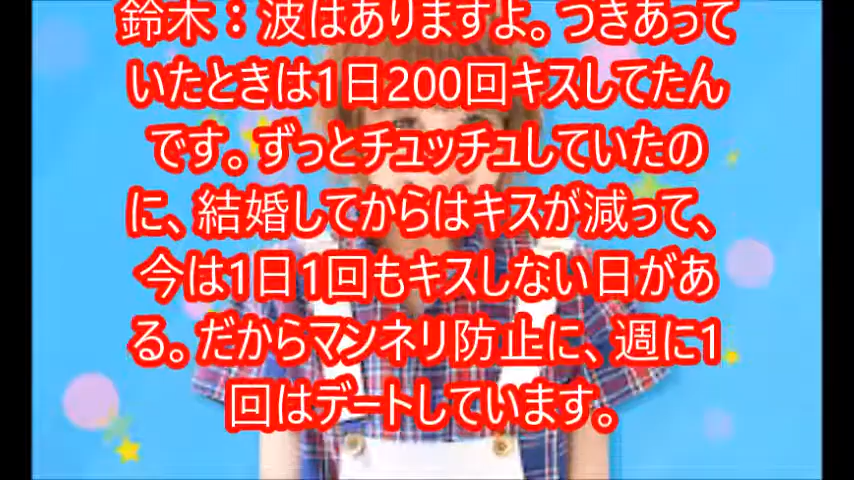 鈴木：波はありますよ。つきあって
いたときは1日200回キスしてたん
です。ずっとチュッチュしていたの
に、結婚してからはキスが減って、
今は1日1回もキスしない日があ
る。だからマンネリ防止に、週に1
回はデートしています。